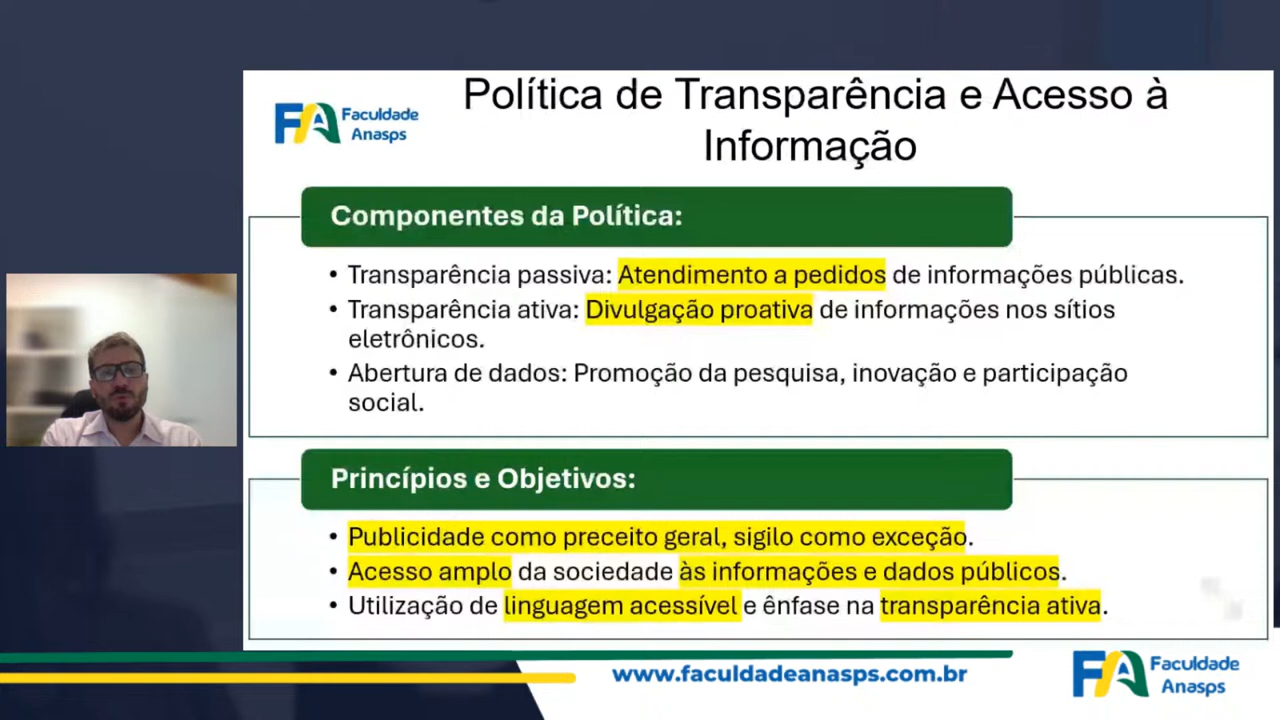 Política de Transparência e Acesso à
Informação
Faculdade
Anasps
Componentes da Política:
• Transparência passiva: Atendimento a pedidos de informações públicas.
• Transparência ativa: Divulgação proativa de informações nos sítios
eletrônicos.
• Abertura de dados: Promoção da pesquisa, inovação e participação
social.
Princípios e Objetivos:
• Publicidade como preceito geral, sigilo como exceção.
• Acesso amplo da sociedade às informações e dados públicos.
• Utilização de linguagem acessível e ênfase na transparência ativa.
www.faculdadeanasps.com.br
FA Faculdade
Anasps